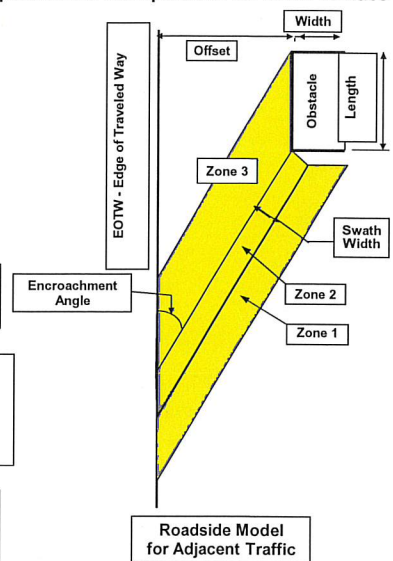 Width
Offset
EOTW - Edge of Traveled Way
Obstacle
Length
Zone 3
Swath
Width
Encroachment
Angle
Zone 2
Zone 1
Roadside Model
for Adjacent Traffic